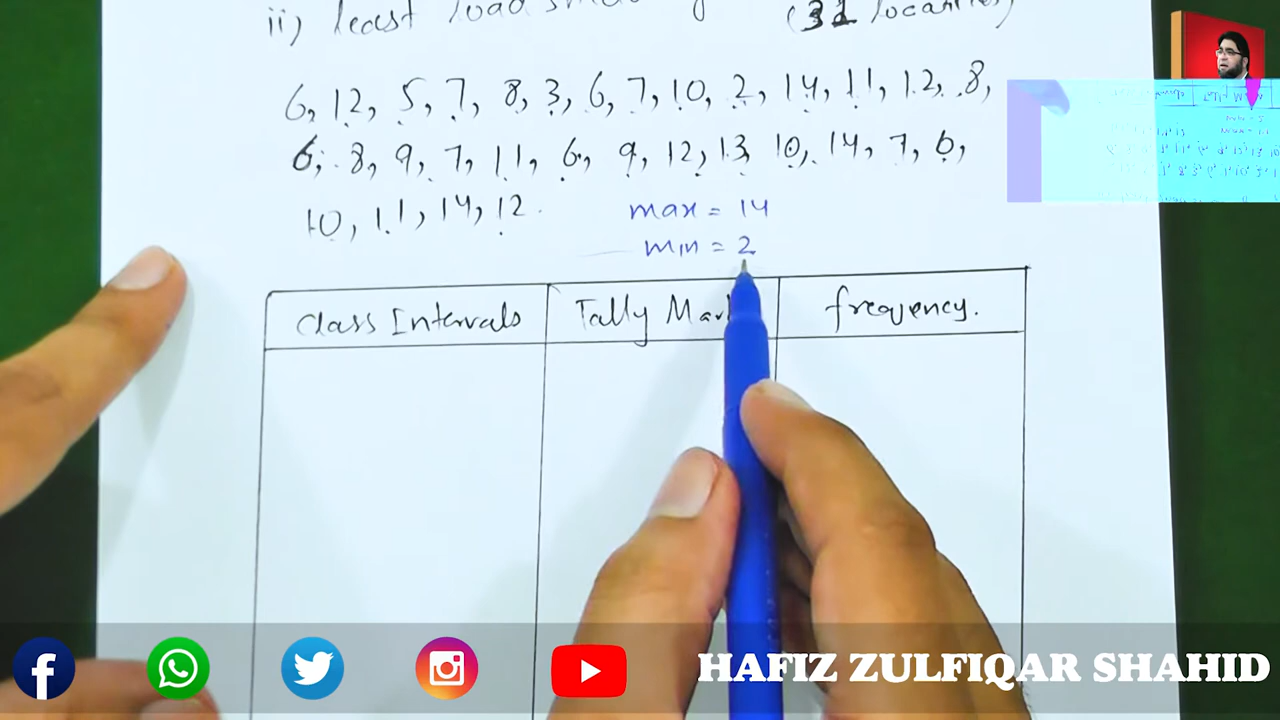 ii) least load s
(31
6, 12, 5, 7, 8, 3, 6, 7, 10, 2, 14, 11, 12, 8,
6, 8, 9, 7, 11, 6, 9, 12, 13, 10, 14, 7, 6,
10, 11, 14, 12.
max = 14
min = 2
Class Intervals Tally Mar frequency.
HAFIZ ZULFIQAR SHAHID